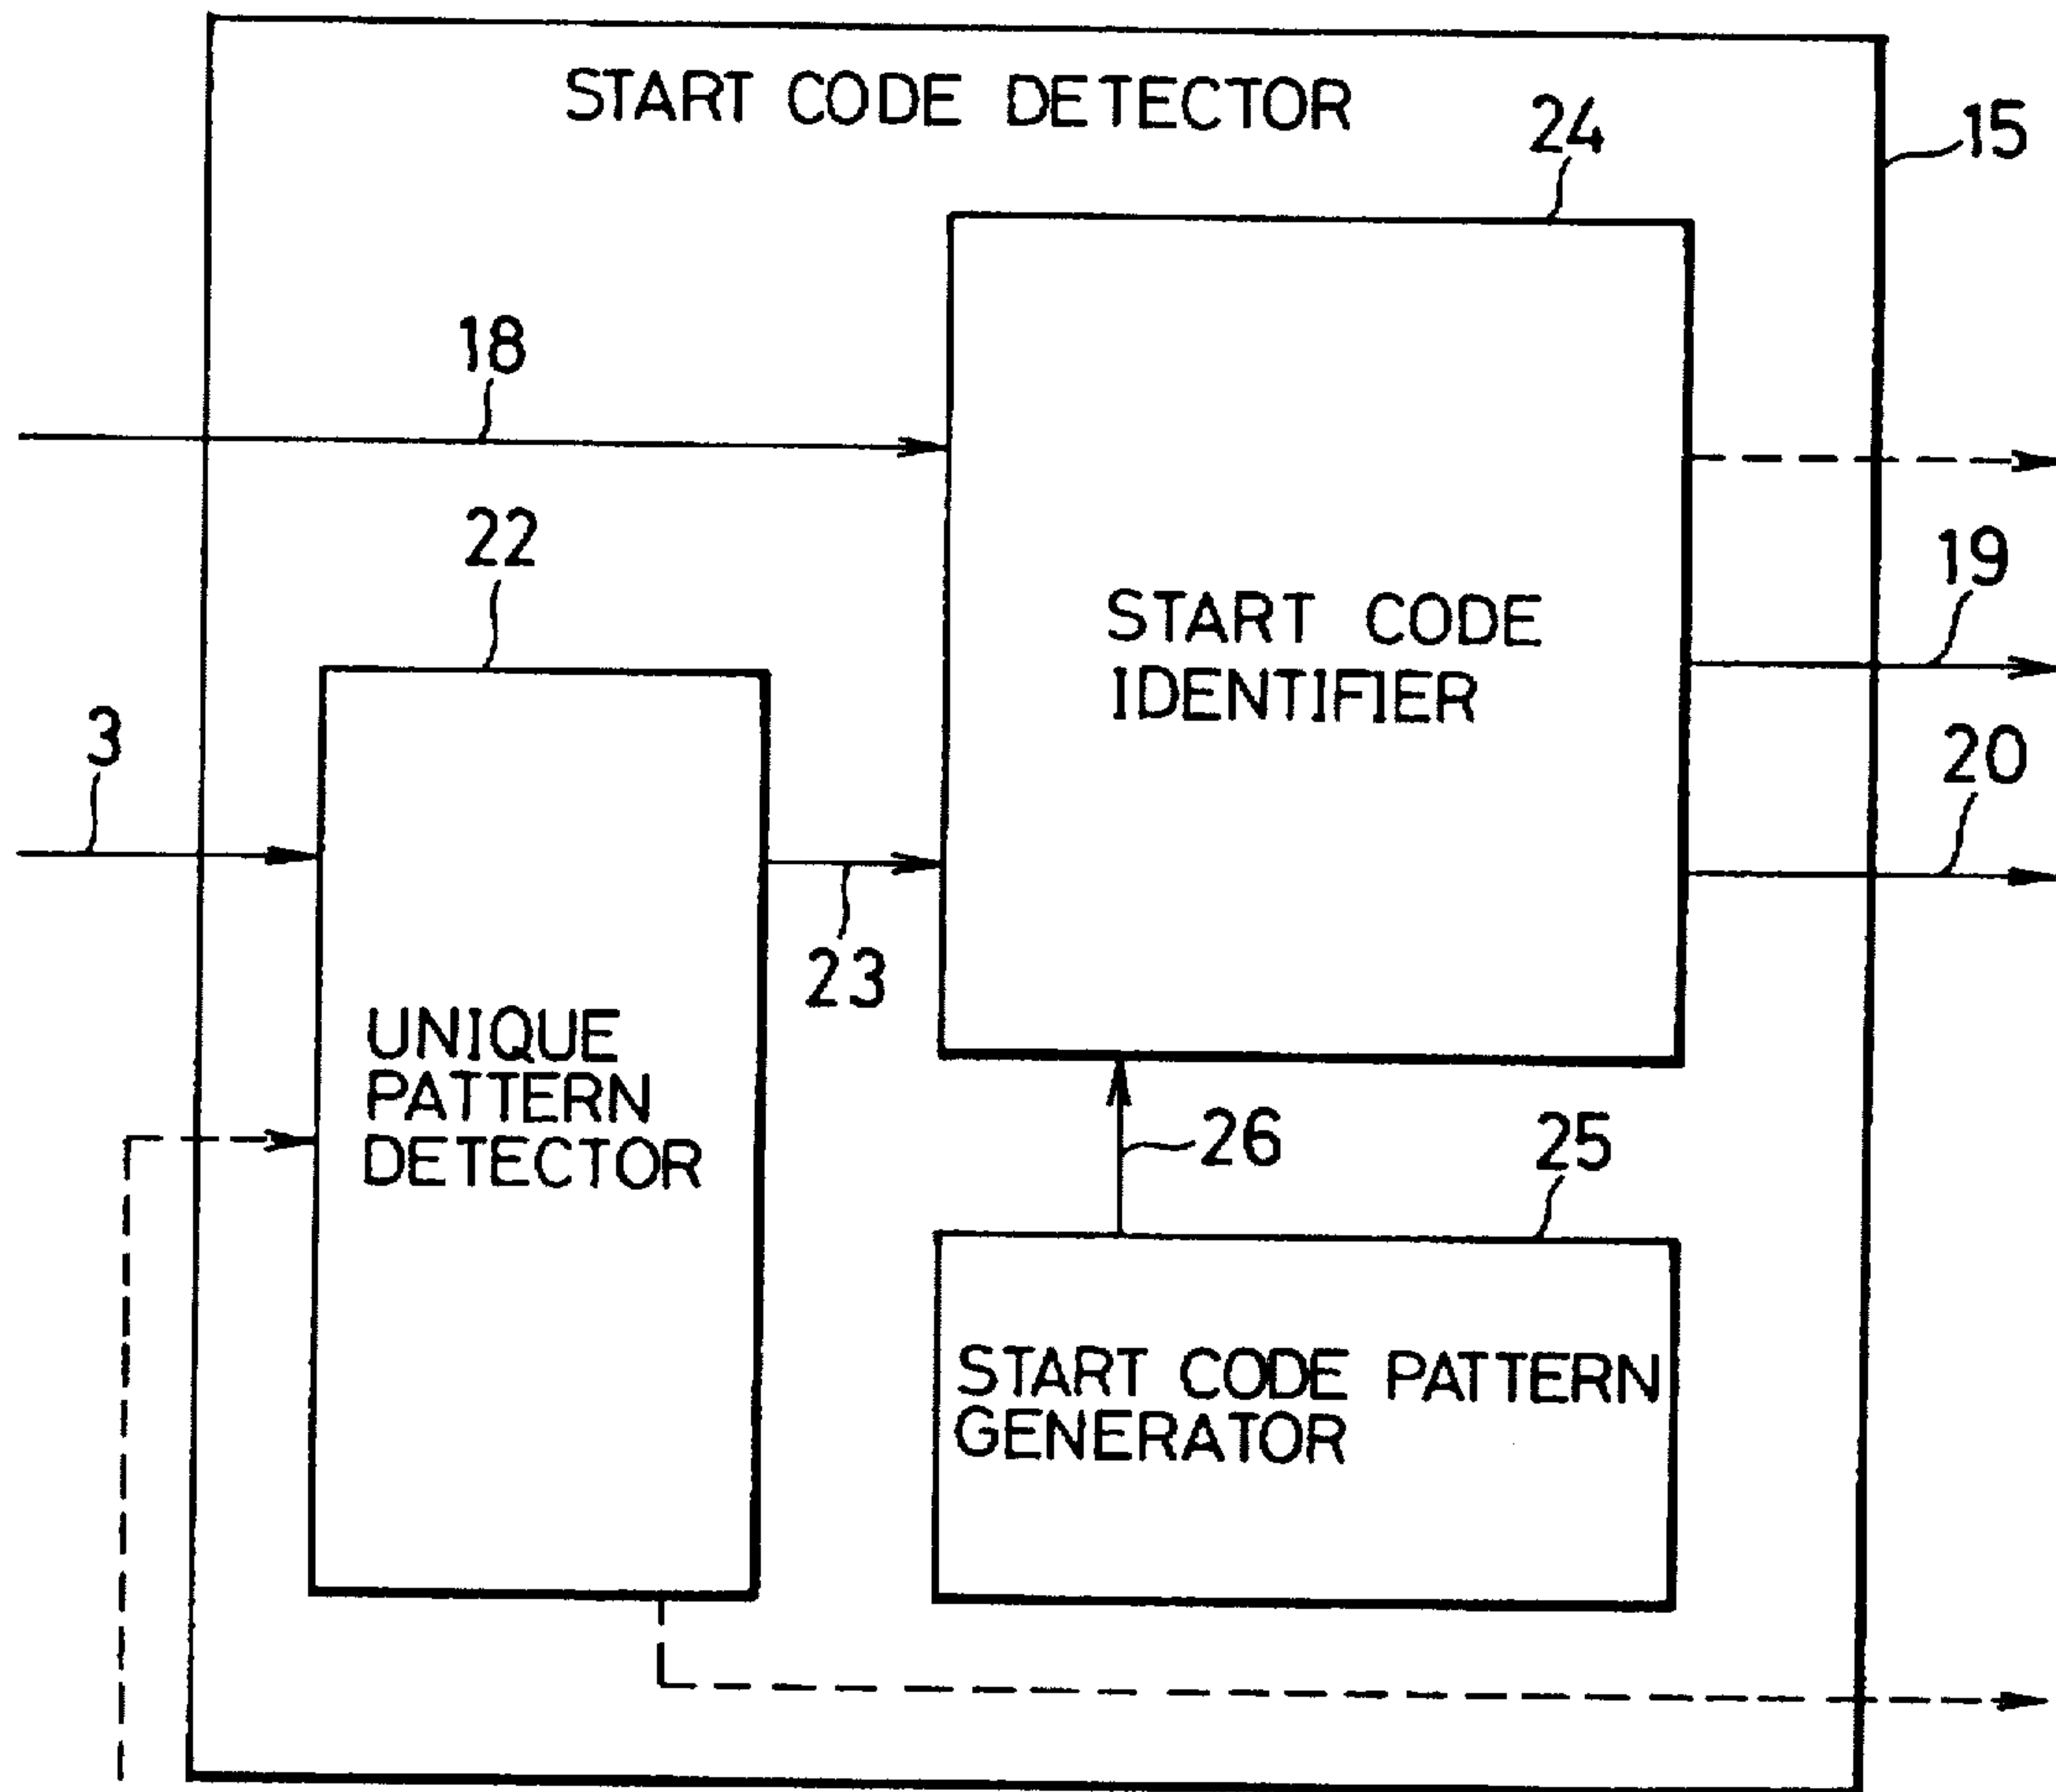 START CODE DETECTOR
24
15
18
22
19
START CODE
IDENTIFIER
3
20
23
UNIQUE
PATTERN
DETECTOR
26
25
START CODE PATTERN
GENERATOR